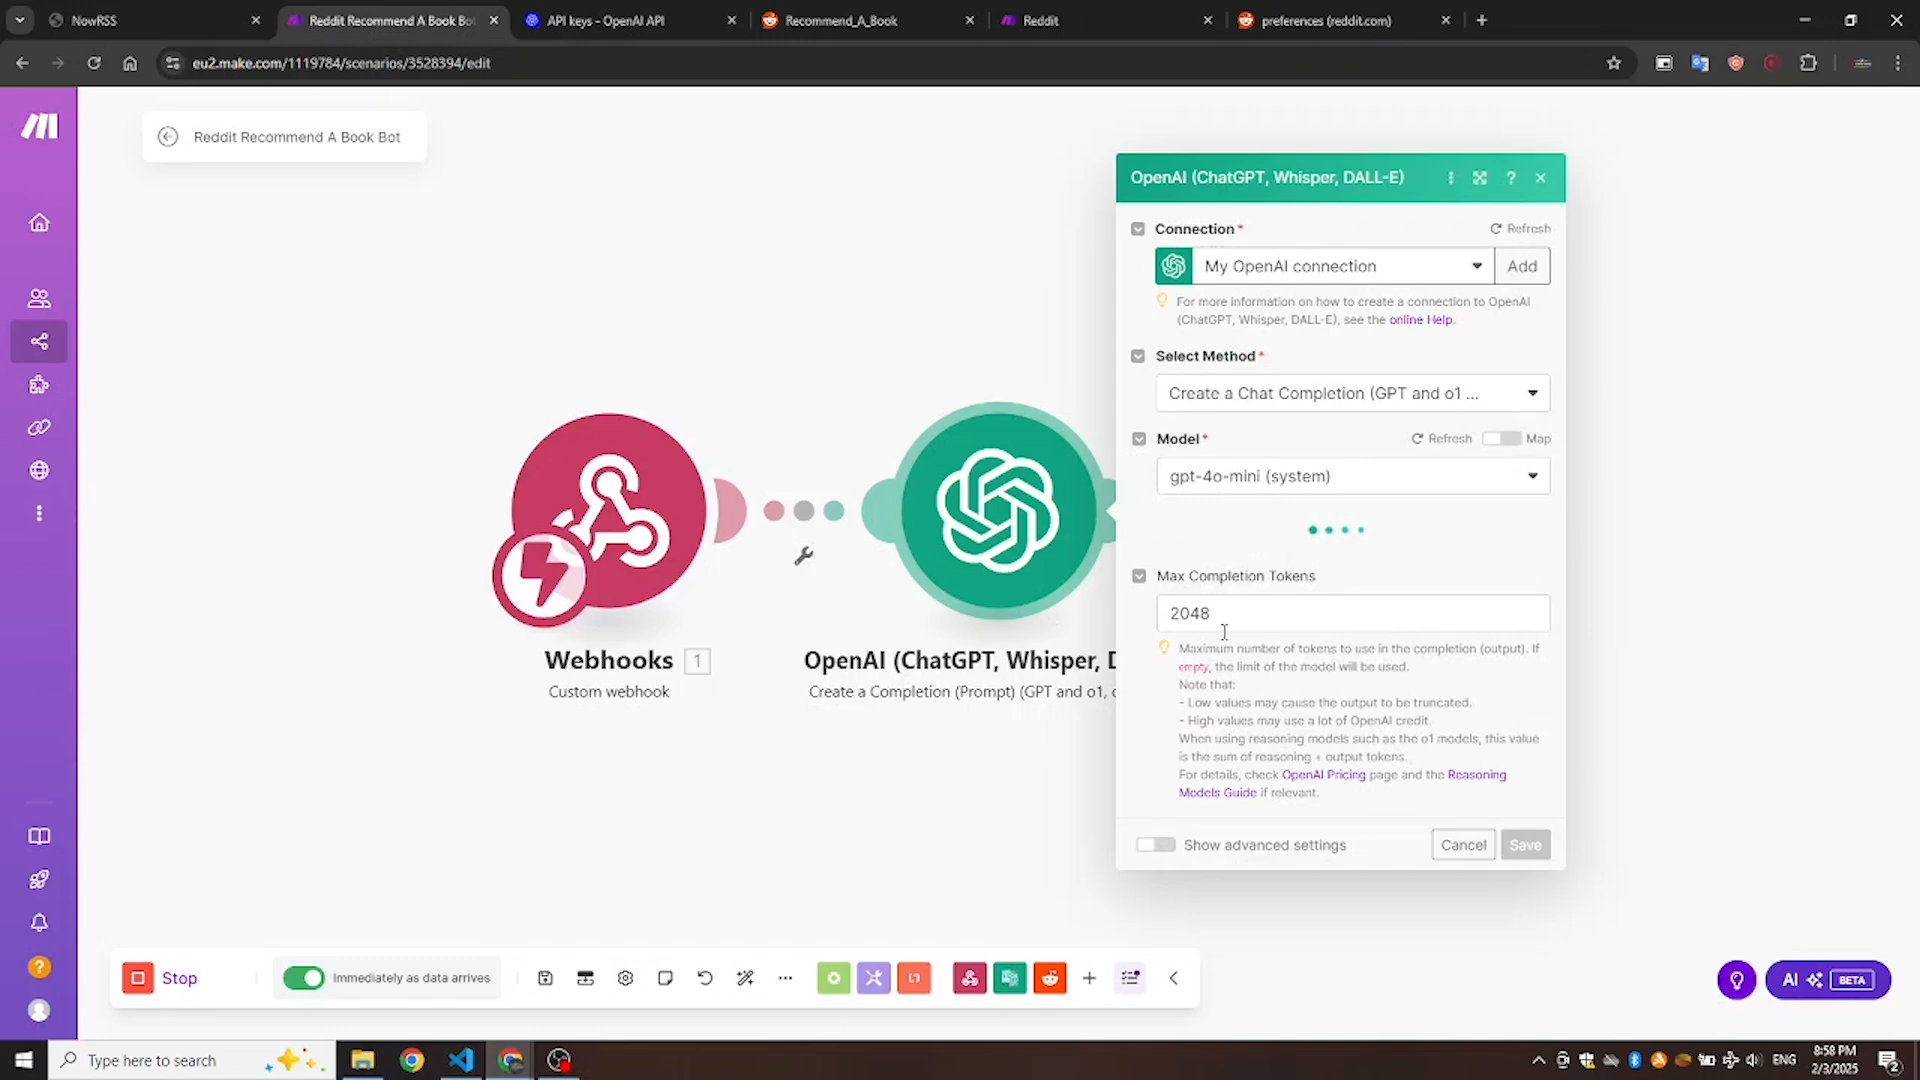 NowRSS
Reddit Recommend A Book Bot
API keys - OpenAI API
Recommend_A_Book
Reddit
preferences (reddit.com)
eu2.make.com/1119784/scenarios/3528394/edit
Reddit Recommend A Book Bot
OpenAI (ChatGPT, Whisper, DALL-E)
Connection*
Refresh
My OpenAI connection
Add
For more information on how to create a connection to OpenAI
(ChatGPT, Whisper, DALL-E), see the online Help.
Select Method*
Create a Chat Completion (GPT and o1 ...
Model*
Refresh
Map
gpt-4o-mini (system)
Max Completion Tokens
2048
Maximum number of tokens to use in the completion (output). If
empty, the limit of the model will be used.
Note that:
- Low values may cause the output to be truncated.
- High values may use a lot of OpenAI credit.
When using reasoning models such as the o1 models, this value
is the sum of reasoning + output tokens.
For details, check OpenAI Pricing page and the Reasoning
Models Guide if relevant.
Show advanced settings
Cancel
Save
Webhooks 1
Custom webhook
OpenAI (ChatGPT, Whisper, D
Create a Completion (Prompt) (GPT and o1, c
Stop
Immediately as data arrives
AI BETA
Type here to search
ENG
8:58 PM
2/3/2025
2